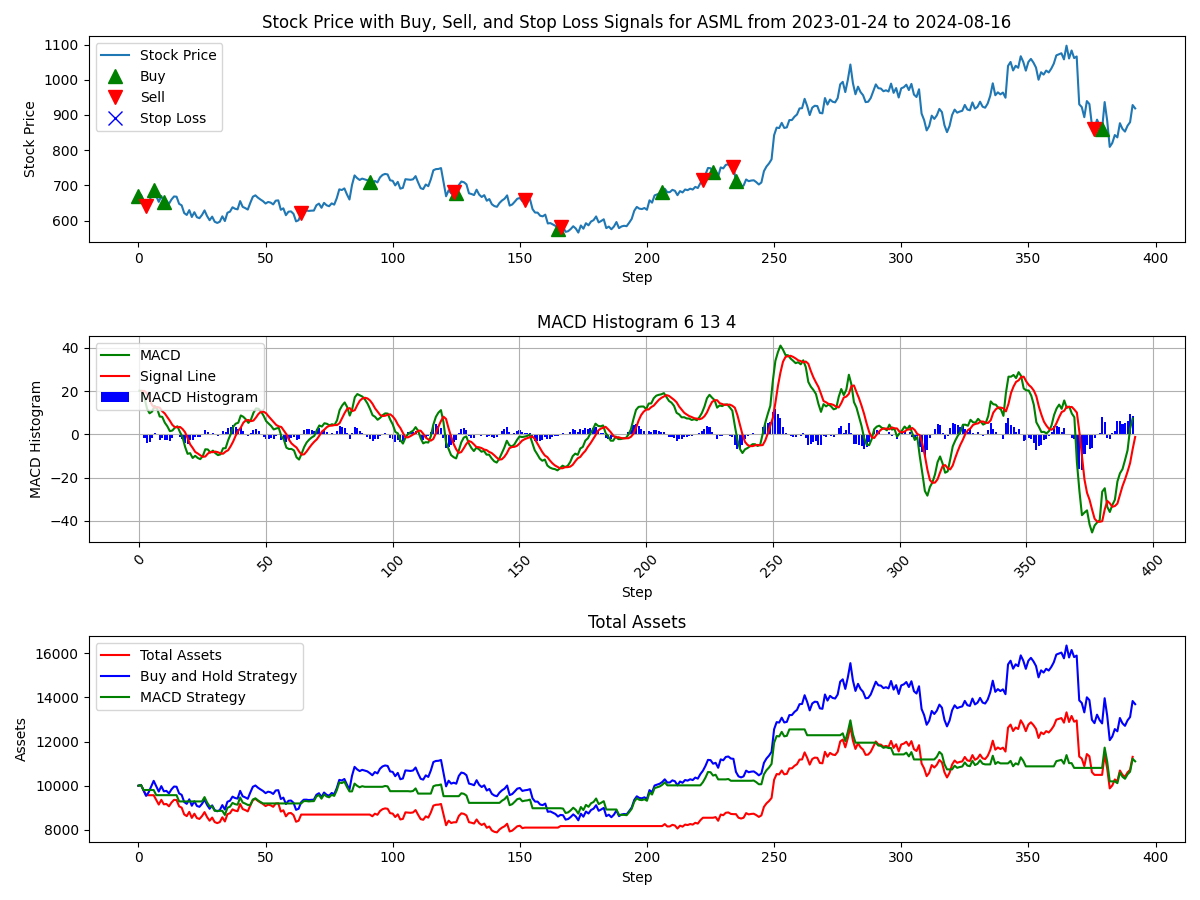 Stock Price with Buy, Sell, and Stop Loss Signals for ASML from 2023-01-24 to 2024-08-16
Stock Price
1100
1000
900
800
700
600
Stock Price
Buy
Sell
Stop Loss
0 50 100 150 200 250 300 350 400
Step
MACD Histogram 6 13 4
MACD Histogram
40
20
0
−20
−40
MACD
Signal Line
MACD Histogram
0 50 100 150 200 250 300 350 400
Step
Total Assets
Assets
16000
14000
12000
10000
8000
Total Assets
Buy and Hold Strategy
MACD Strategy
0 50 100 150 200 250 300 350 400
Step